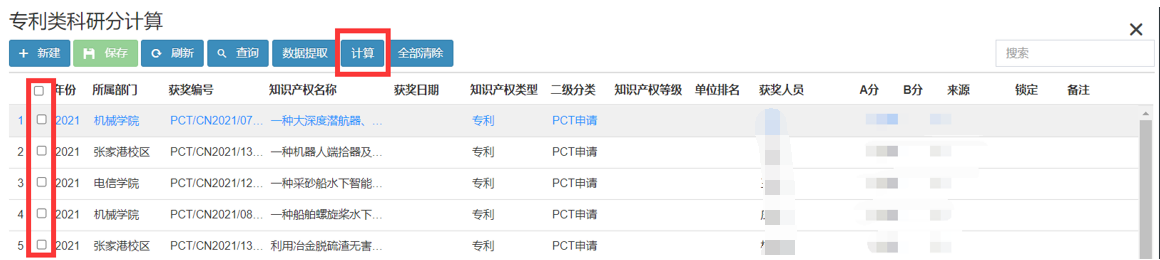 专利类科研分计算
新建 保存 刷新 查询 数据提取 计算 全部清除 搜索
年份 所属部门 获奖编号 知识产权名称 获奖日期 知识产权类型 二级分类 知识产权等级 单位排名 获奖人员 A分 B分 来源 锁定 备注
1 2021 机械学院 PCT/CN2021/07... 一种大深度潜航器、... 专利 PCT申请
2 2021 张家港校区 PCT/CN2021/13... 一种机器人端拾器及... 专利 PCT申请
3 2021 电信学院 PCT/CN2021/12... 一种采砂船水下智能... 专利 PCT申请
4 2021 机械学院 PCT/CN2021/08... 一种船舶螺旋桨水下... 专利 PCT申请
5 2021 张家港校区 PCT/CN2021/13... 利用冶金脱硫渣无害... 专利 PCT申请